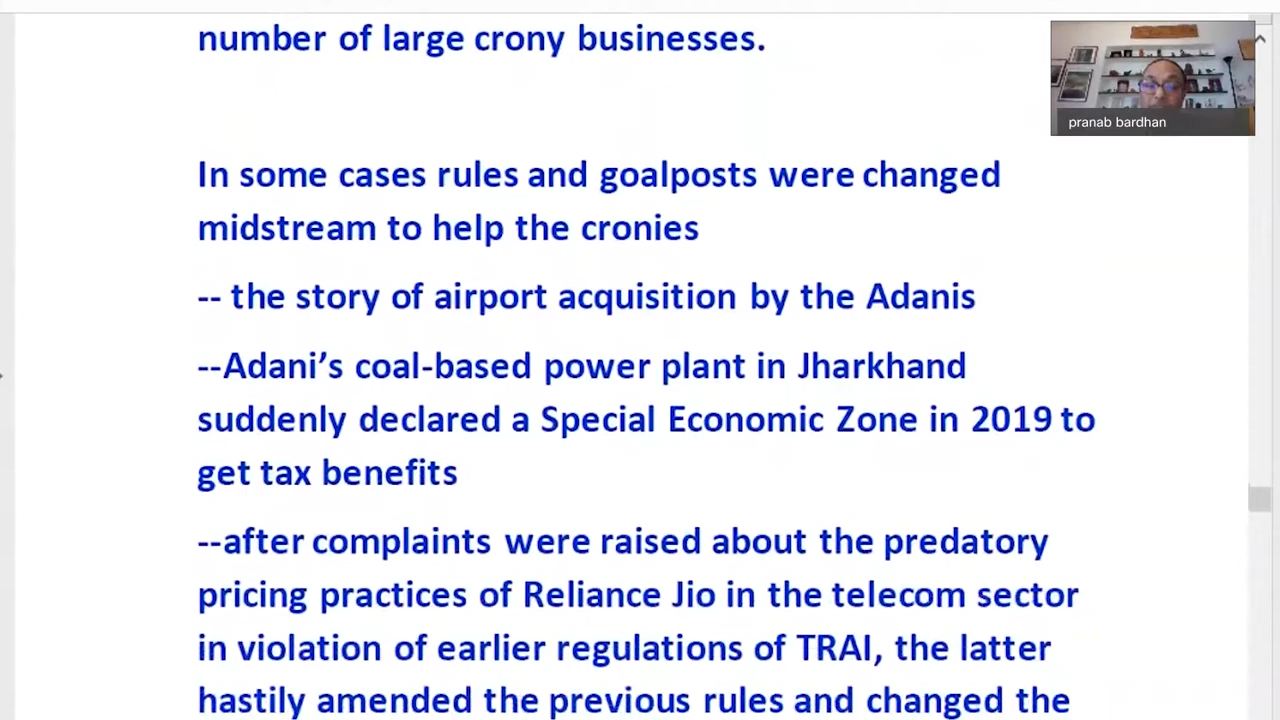 number of large crony businesses.
pranab bardhan
In some cases rules and goalposts were changed
midstream to help the cronies
-- the story of airport acquisition by the Adanis
--Adani’s coal-based power plant in Jharkhand
suddenly declared a Special Economic Zone in 2019 to
get tax benefits
--after complaints were raised about the predatory
pricing practices of Reliance Jio in the telecom sector
in violation of earlier regulations of TRAI, the latter
hastily amended the previous rules and changed the